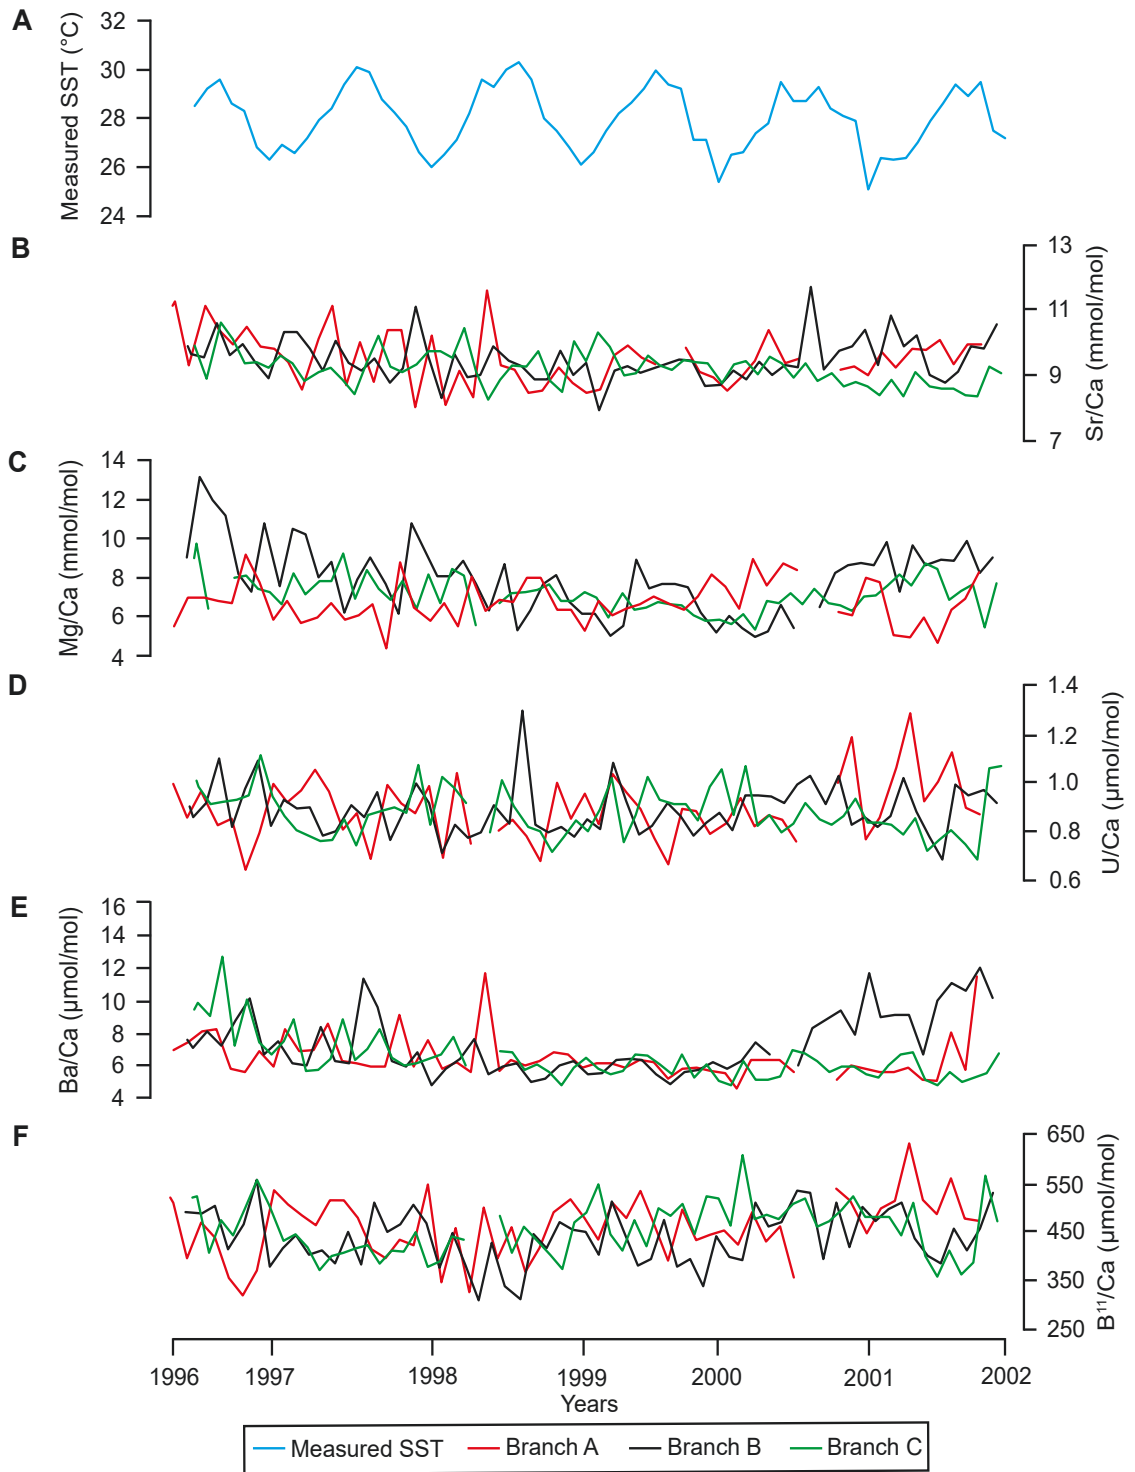 A
Measured SST (°C)
32
30
28
26
24
B
13
11
9
7
Sr/Ca (mmol/mol)
C
Mg/Ca (mmol/mol)
14
12
10
8
6
4
D
1.4
1.2
1.0
0.8
0.6
U/Ca (µmol/mol)
E
Ba/Ca (µmol/mol)
16
14
12
10
8
6
4
F
650
550
450
350
250
B¹¹/Ca (µmol/mol)
1996 1997 1998 1999 2000 2001 2002
Years
Measured SST Branch A Branch B Branch C